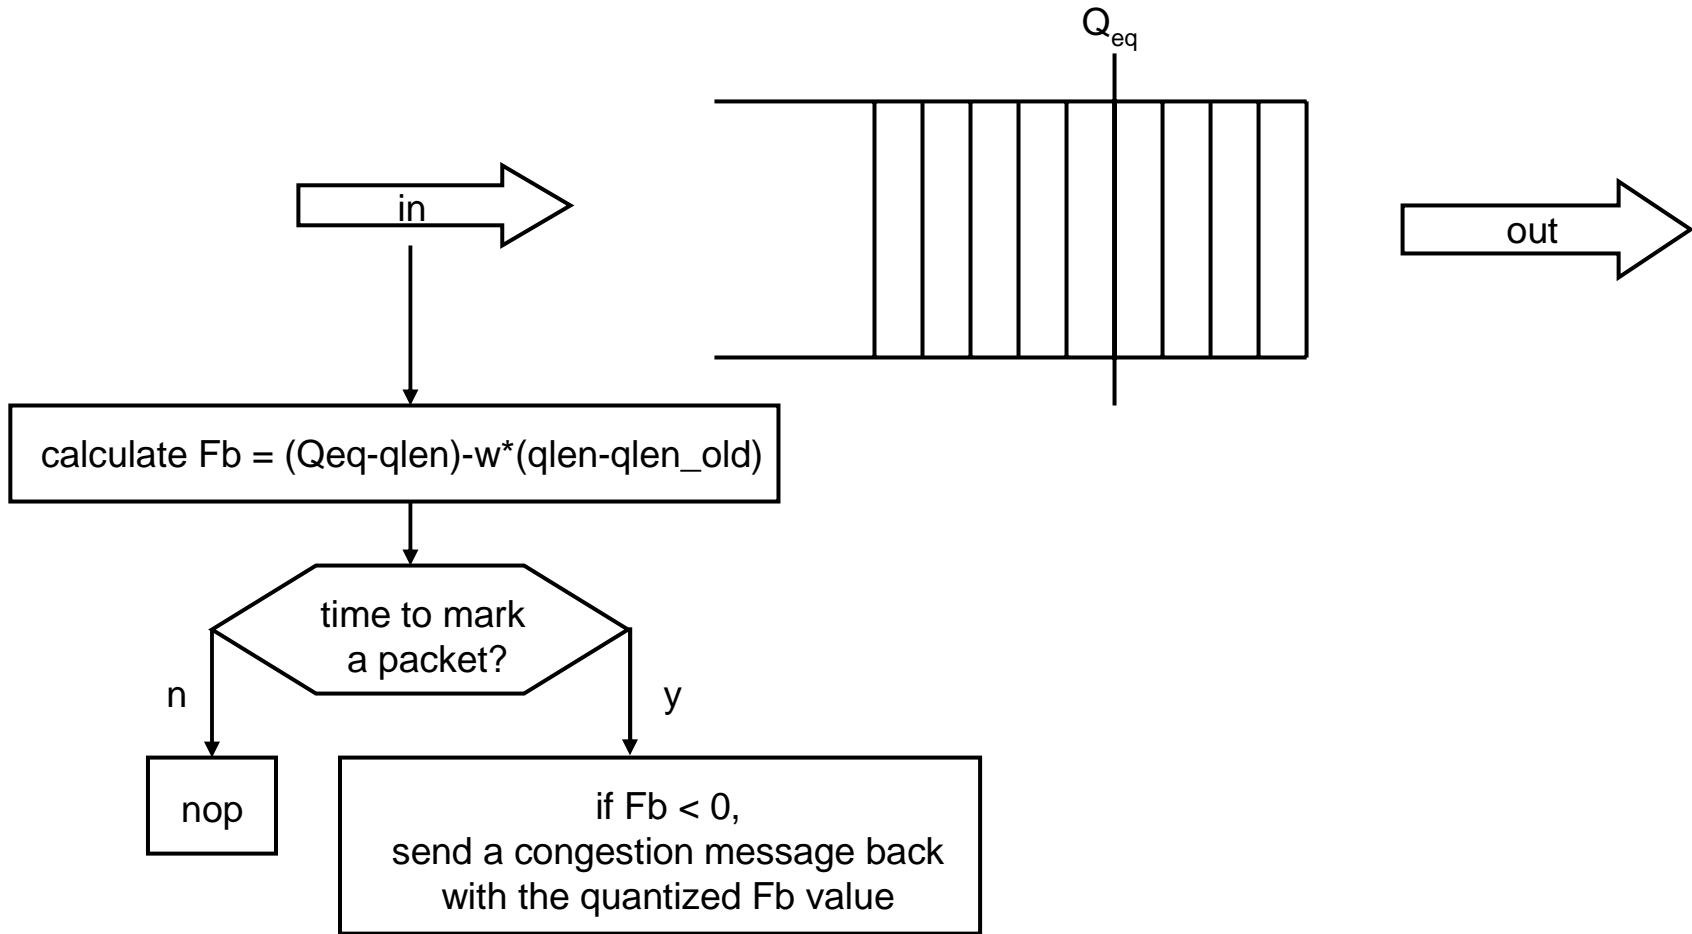 Qeq
in
out
calculate Fb = (Qeq-qlen)-w*(qlen-qlen_old)
time to mark
a packet?
n
y
nop
if Fb < 0,
send a congestion message back
with the quantized Fb value